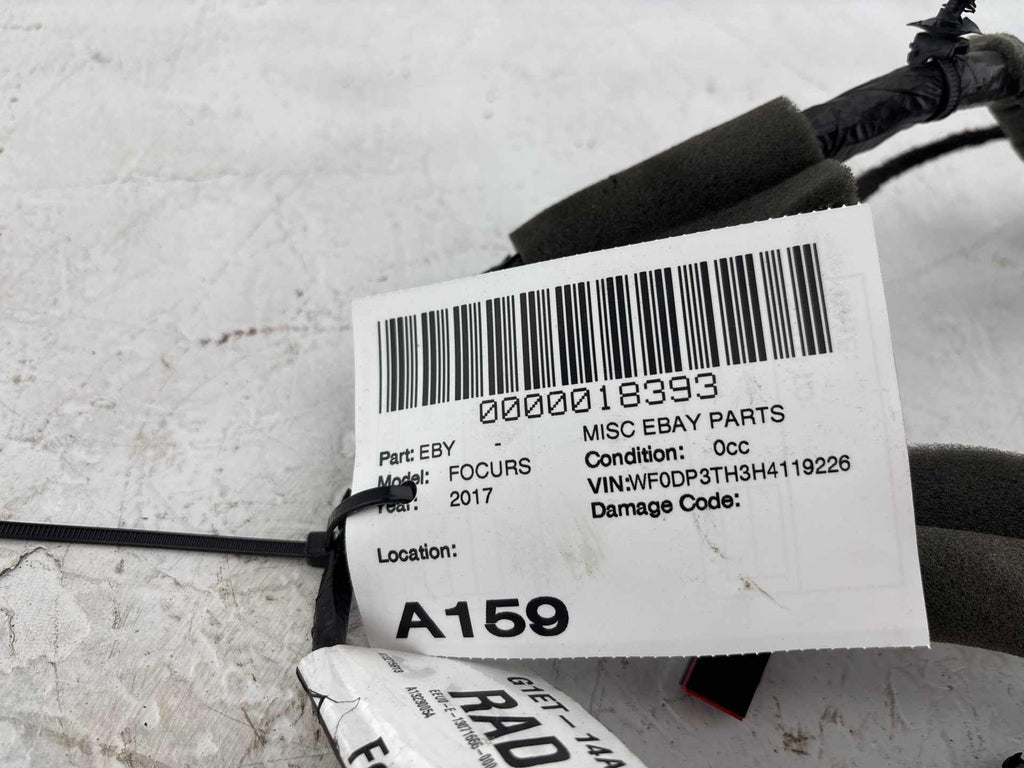 0000018393
Part: EBY - MISC EBAY PARTS
Model: FOCURS Condition: 0cc
Year: 2017 VIN:WF0DP3TH3H4119226
Damage Code:
Location:
A159
G1ET-14A
RAD
A1323005A